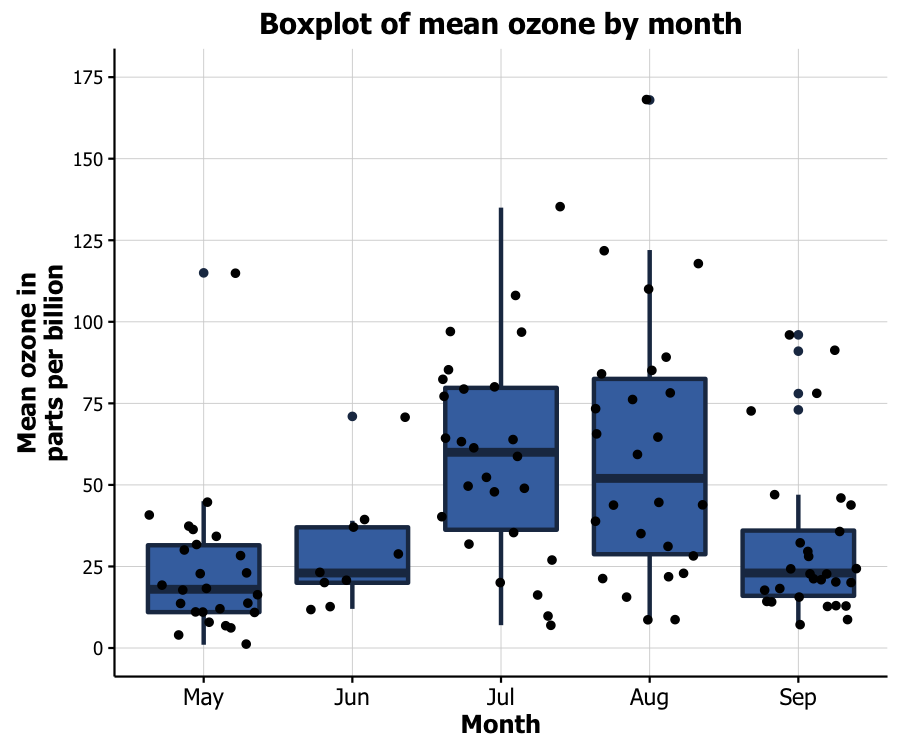 Boxplot of mean ozone by month
Mean ozone in
parts per billion
175
150
125
100
75
50
25
0
May Jun Jul Aug Sep
Month